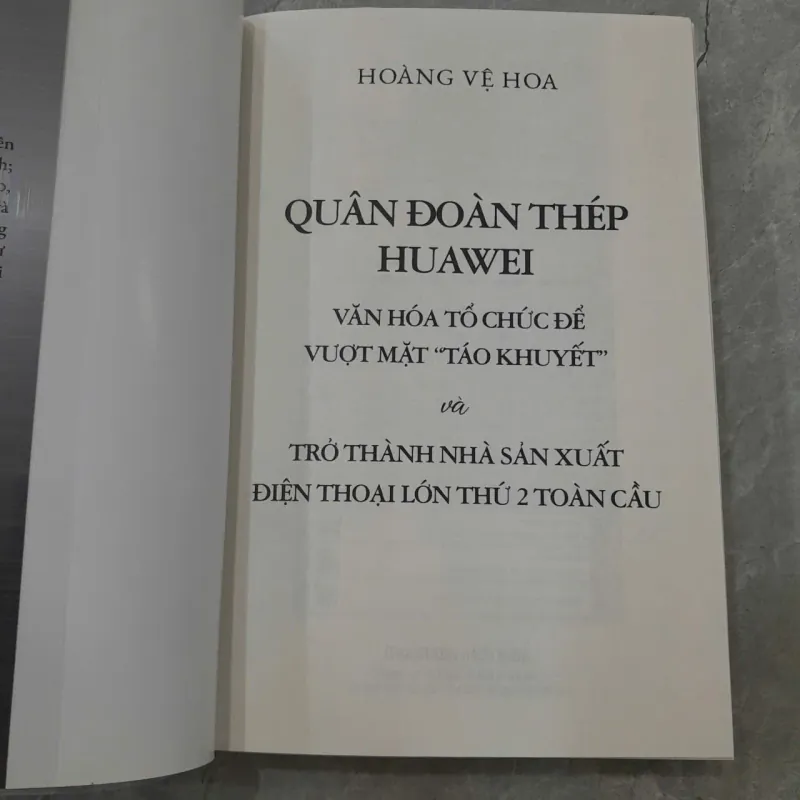 ên
h;
o,
à
g
ư
i
HOÀNG VỆ HOA
QUÂN ĐOÀN THÉP
HUAWEI
VĂN HÓA TỔ CHỨC ĐỂ
VƯỢT MẶT “TÁO KHUYẾT”
và
TRỞ THÀNH NHÀ SẢN XUẤT
ĐIỆN THOẠI LỚN THỨ 2 TOÀN CẦU